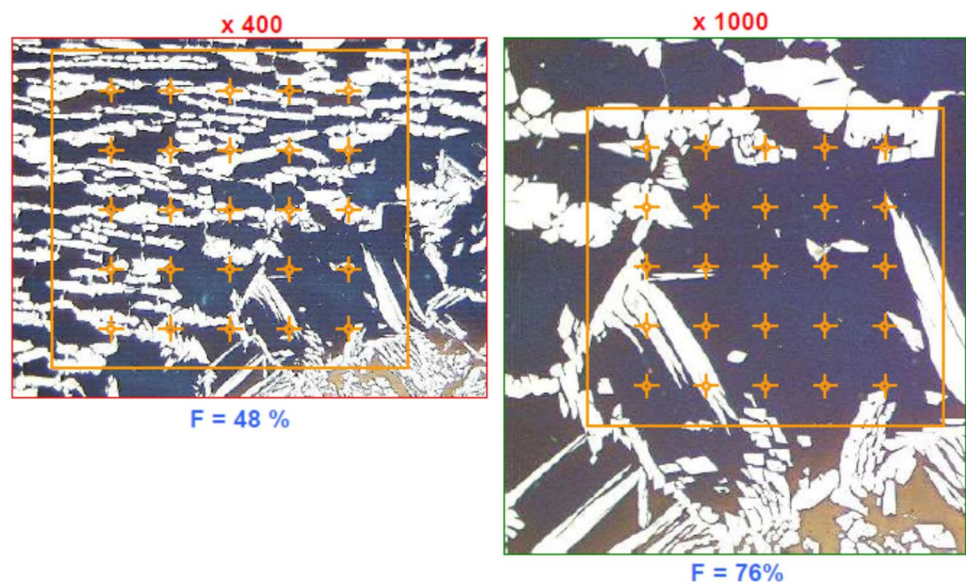 x 400
x 1000
F = 48 %
F = 76%